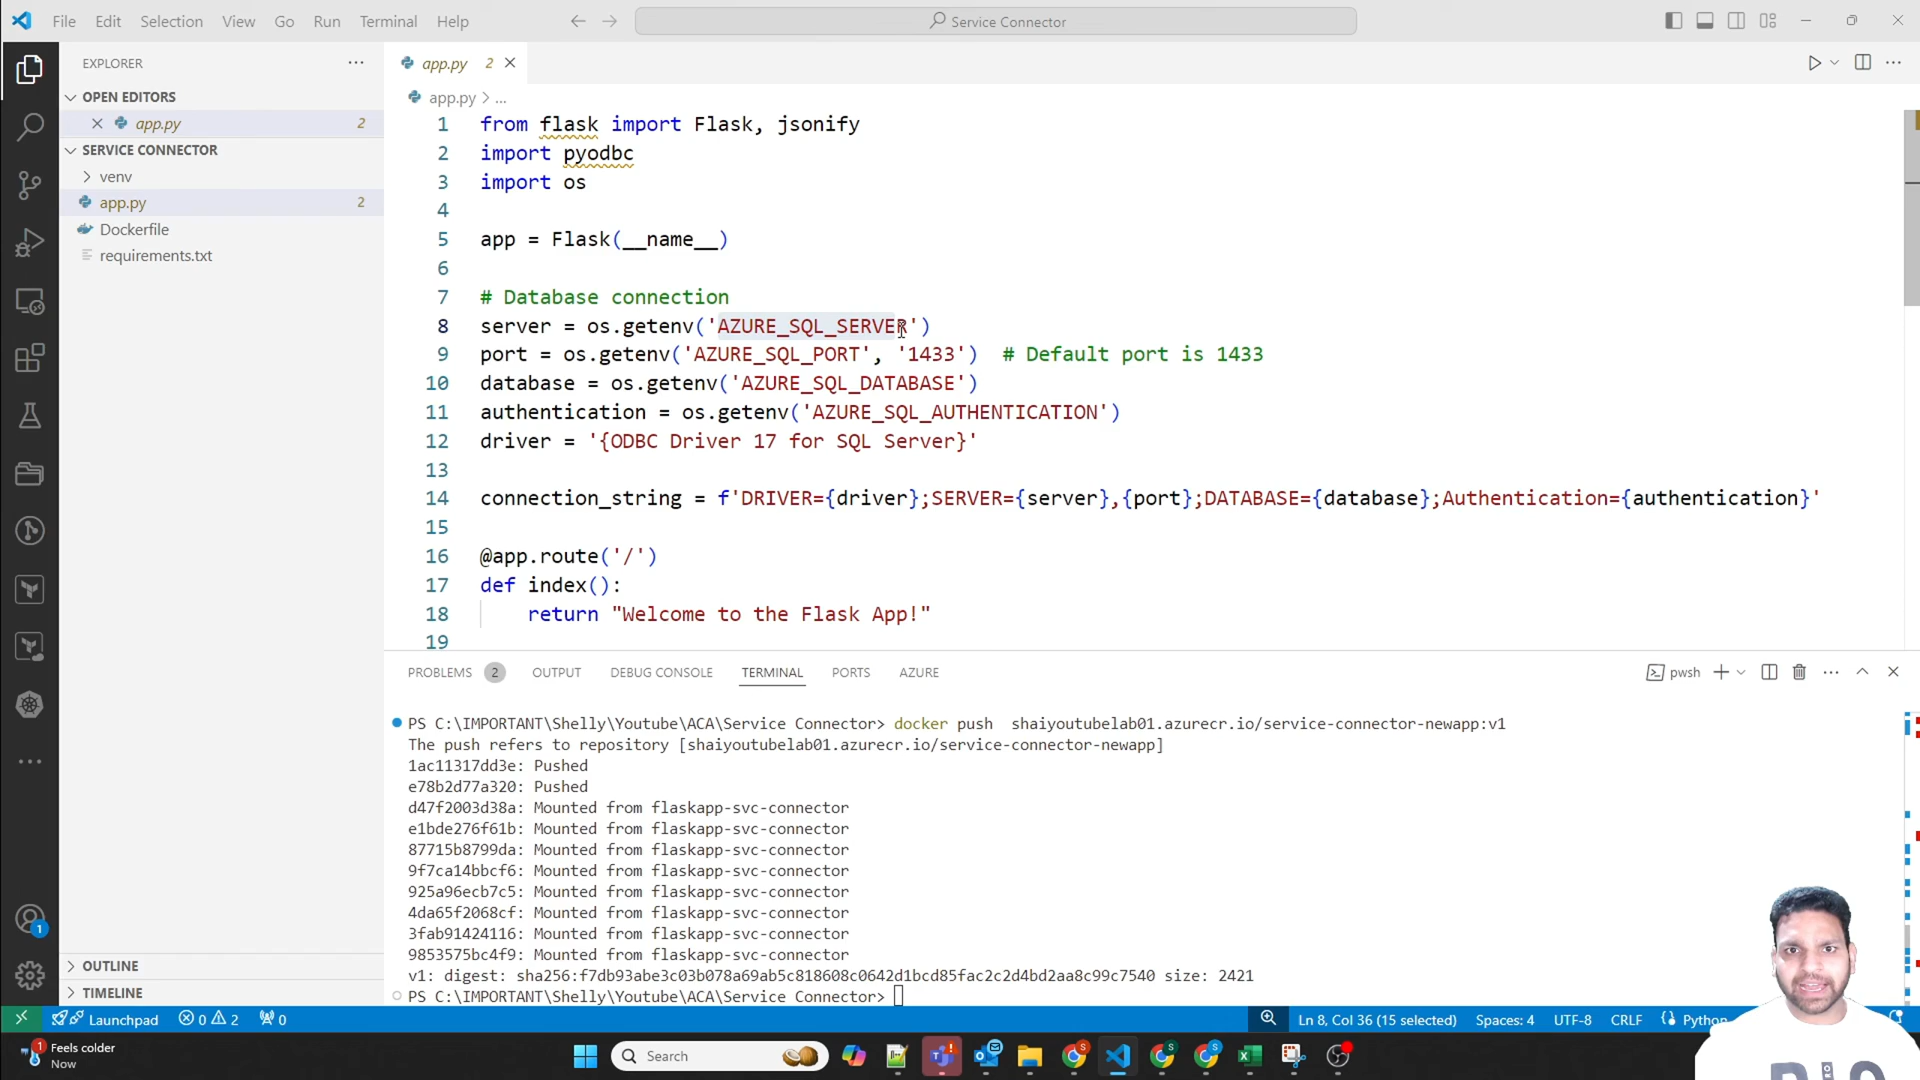 File Edit Selection View Go Run Terminal Help
Service Connector
EXPLORER
OPEN EDITORS
app.py 2
SERVICE CONNECTOR
venv
app.py 2
Dockerfile
requirements.txt
OUTLINE
TIMELINE
app.py 2
app.py > ...
1 from flask import Flask, jsonify
2 import pyodbc
3 import os
4
5 app = Flask(__name__)
6
7 # Database connection
8 server = os.getenv('AZURE_SQL_SERVER')
9 port = os.getenv('AZURE_SQL_PORT', '1433') # Default port is 1433
10 database = os.getenv('AZURE_SQL_DATABASE')
11 authentication = os.getenv('AZURE_SQL_AUTHENTICATION')
12 driver = '{ODBC Driver 17 for SQL Server}'
13
14 connection_string = f'DRIVER={driver};SERVER={server},{port};DATABASE={database};Authentication={authentication}'
15
16 @app.route('/')
17 def index():
18 return "Welcome to the Flask App!"
19
PROBLEMS 2 OUTPUT DEBUG CONSOLE TERMINAL PORTS AZURE
pwsh
PS C:\IMPORTANT\Shelly\Youtube\ACA\Service Connector> docker push shaiyoutubelab01.azurecr.io/service-connector-newapp:v1
The push refers to repository [shaiyoutubelab01.azurecr.io/service-connector-newapp]
1ac11317dd3e: Pushed
e78b2d77a320: Pushed
d47f2003d38a: Mounted from flaskapp-svc-connector
e1bde276f61b: Mounted from flaskapp-svc-connector
87715b8799da: Mounted from flaskapp-svc-connector
9f7ca14bbcf6: Mounted from flaskapp-svc-connector
925a96ecb7c5: Mounted from flaskapp-svc-connector
4da65f2068cf: Mounted from flaskapp-svc-connector
3fab91424116: Mounted from flaskapp-svc-connector
9853575bc4f9: Mounted from flaskapp-svc-connector
v1: digest: sha256:f7db93abe3c03b078a69ab5c818608c0642d1bcd85fac2c2d4bd2aa8c99c7540 size: 2421
PS C:\IMPORTANT\Shelly\Youtube\ACA\Service Connector>
1
Launchpad 0 2 0
Ln 8, Col 36 (15 selected) Spaces: 4 UTF-8 CRLF Python
1
Feels colder
Now
Search